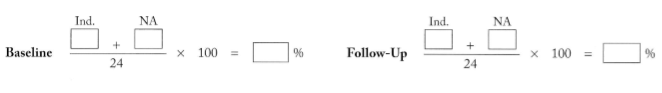 Ind. NA Ind. NA
Baseline + × 100 = % Follow-Up + × 100 = %
24 24